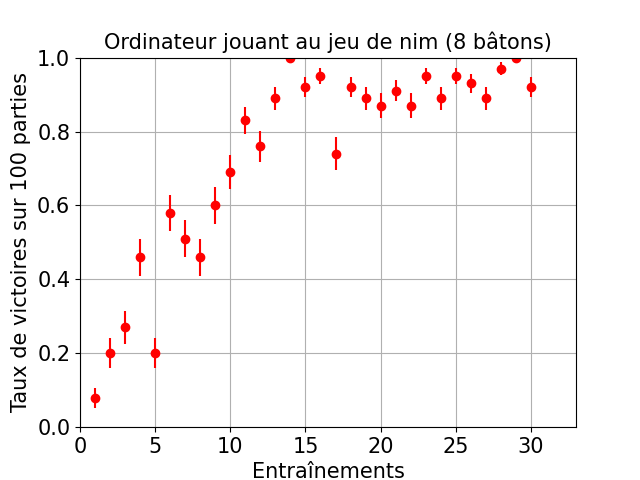 Ordinateur jouant au jeu de nim (8 bâtons)
Taux de victoires sur 100 parties
1.0
0.8
0.6
0.4
0.2
0.0
0 5 10 15 20 25 30
Entraînements